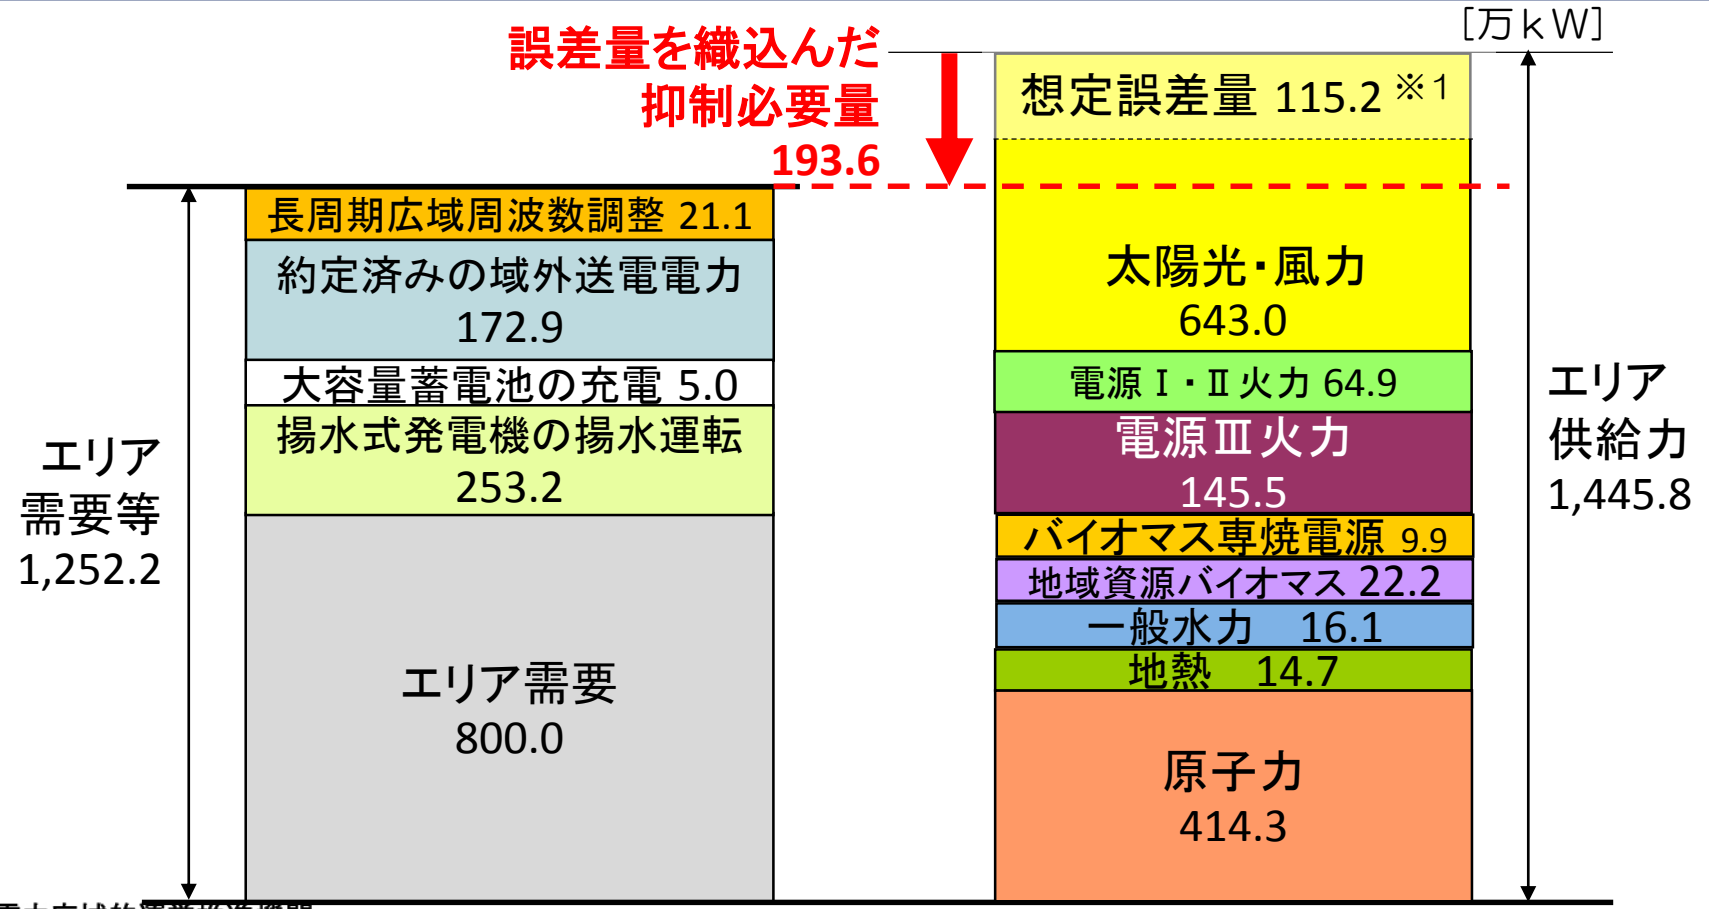 [万kW]
誤差量を織込んだ
抑制必要量
193.6
想定誤差量 115.2 ※1
長周期広域周波数調整 21.1
約定済みの域外送電電力
172.9
大容量蓄電池の充電 5.0
揚水式発電機の揚水運転
253.2
エリア需要
800.0
エリア
需要等
1,252.2
太陽光・風力
643.0
電源Ⅰ・Ⅱ火力 64.9
電源Ⅲ火力
145.5
バイオマス専焼電源 9.9
地域資源バイオマス 22.2
一般水力 16.1
地熱 14.7
原子力
414.3
エリア
供給力
1,445.8